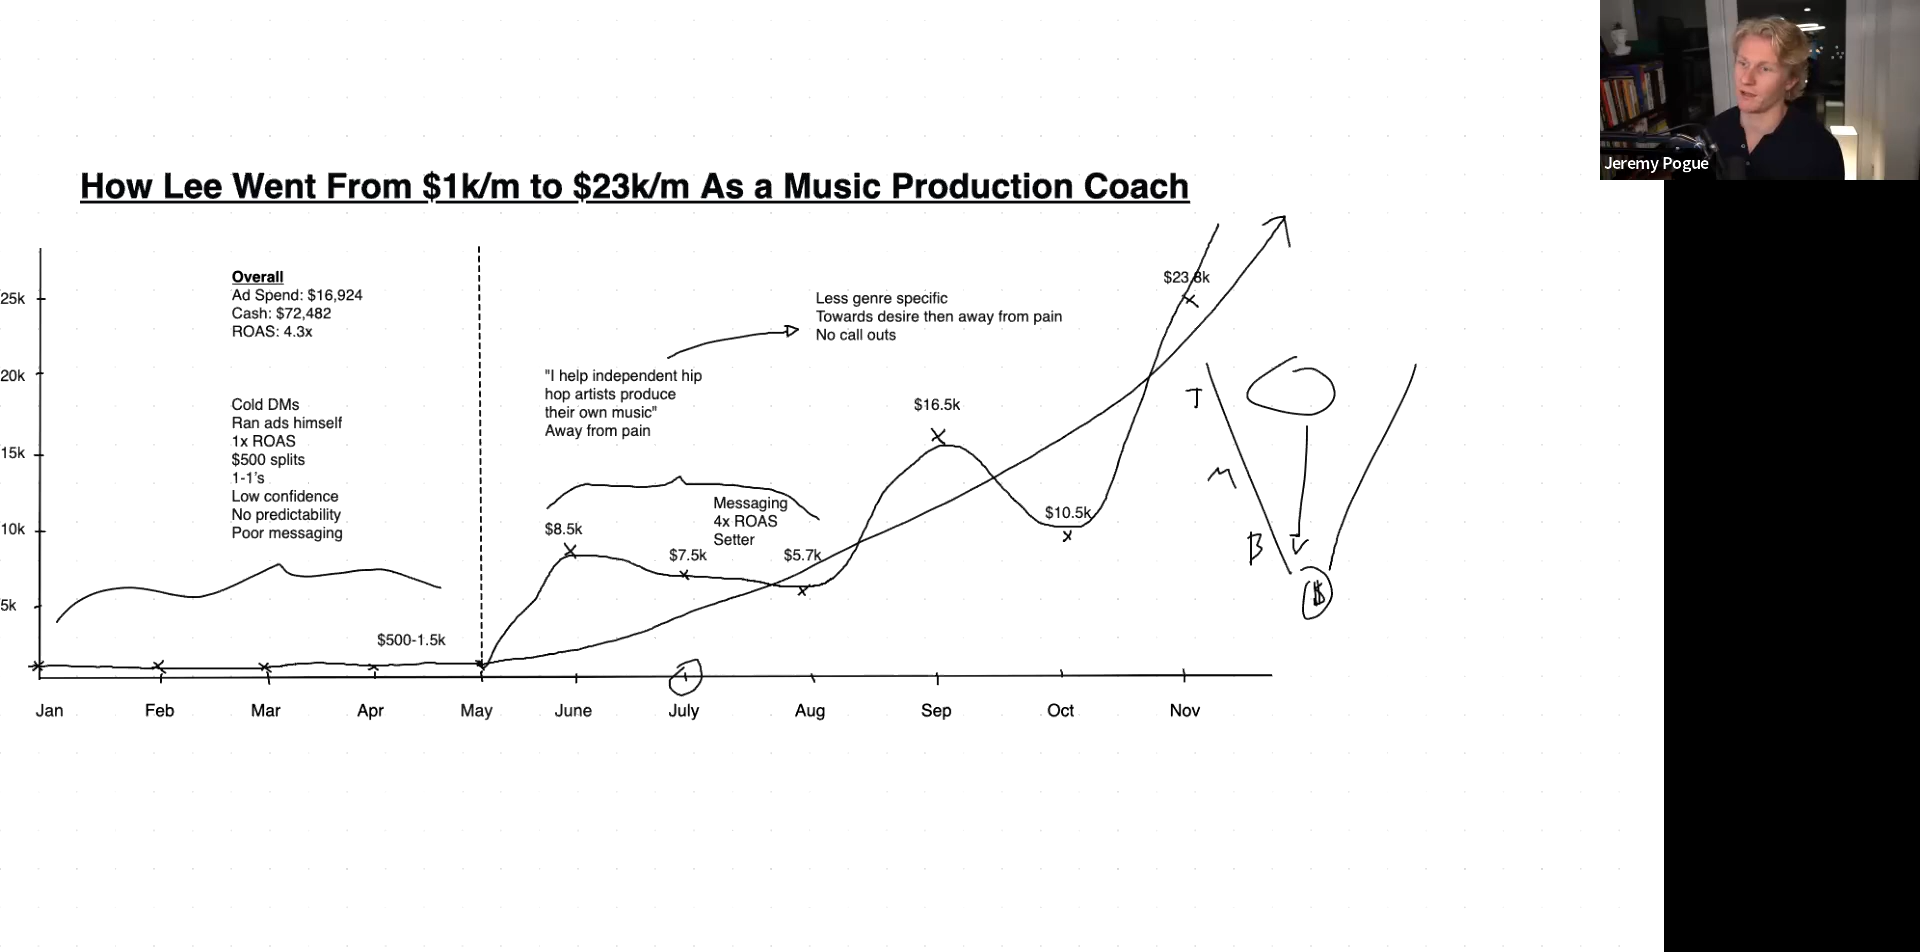 Jeremy Pogue
How Lee Went From $1k/m to $23k/m As a Music Production Coach
Overall
Ad Spend: $16,924
Cash: $72,482
ROAS: 4.3x
Cold DMs
Ran ads himself
1x ROAS
$500 splits
1-1's
Low confidence
No predictability
Poor messaging
"I help independent hip
hop artists produce
their own music"
Away from pain
Less genre specific
Towards desire then away from pain
No call outs
Messaging
4x ROAS
Setter
25k
20k
15k
10k
5k
$500-1.5k
$8.5k
$7.5k
$5.7k
$16.5k
$10.5k
$23.8k
T
M
B
$
Jan
Feb
Mar
Apr
May
June
July
Aug
Sep
Oct
Nov